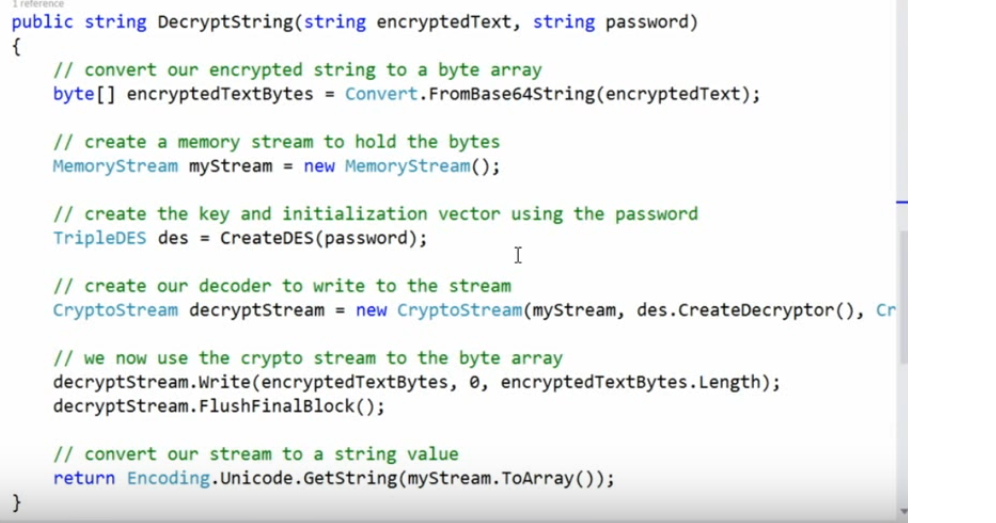 1 reference
public string DecryptString(string encryptedText, string password)
{
// convert our encrypted string to a byte array
byte[] encryptedTextBytes = Convert.FromBase64String(encryptedText);
// create a memory stream to hold the bytes
MemoryStream myStream = new MemoryStream();
// create the key and initialization vector using the password
TripleDES des = CreateDES(password);
// create our decoder to write to the stream
CryptoStream decryptStream = new CryptoStream(myStream, des.CreateDecryptor(), Cr
// we now use the crypto stream to the byte array
decryptStream.Write(encryptedTextBytes, 0, encryptedTextBytes.Length);
decryptStream.FlushFinalBlock();
// convert our stream to a string value
return Encoding.Unicode.GetString(myStream.ToArray());
}